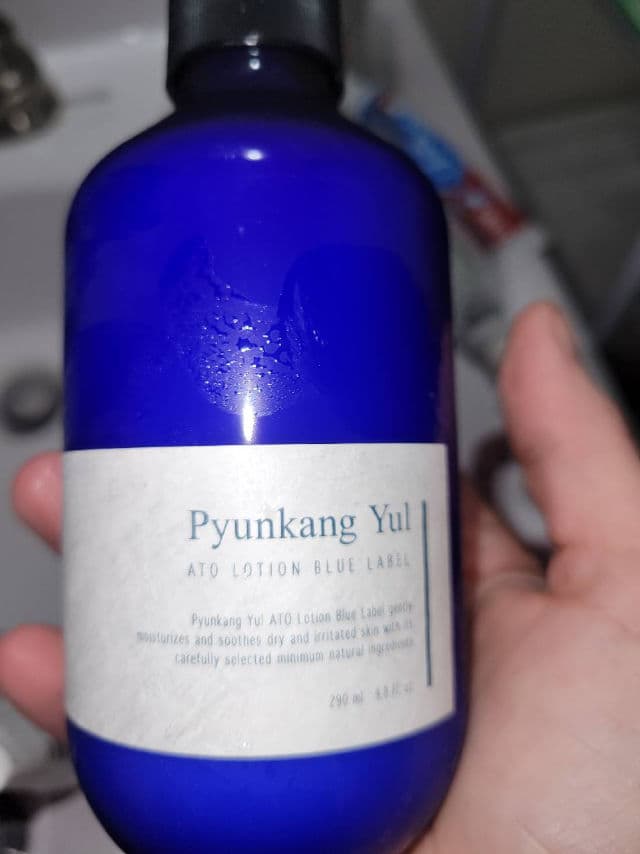 Pyunkang Yul
ATO LOTION BLUE LABEL
Pyunkang Yul ATO Lotion Blue Label gently
moisturizes and soothes dry and irritated skin with its
carefully selected minimum natural ingredients
290 ml